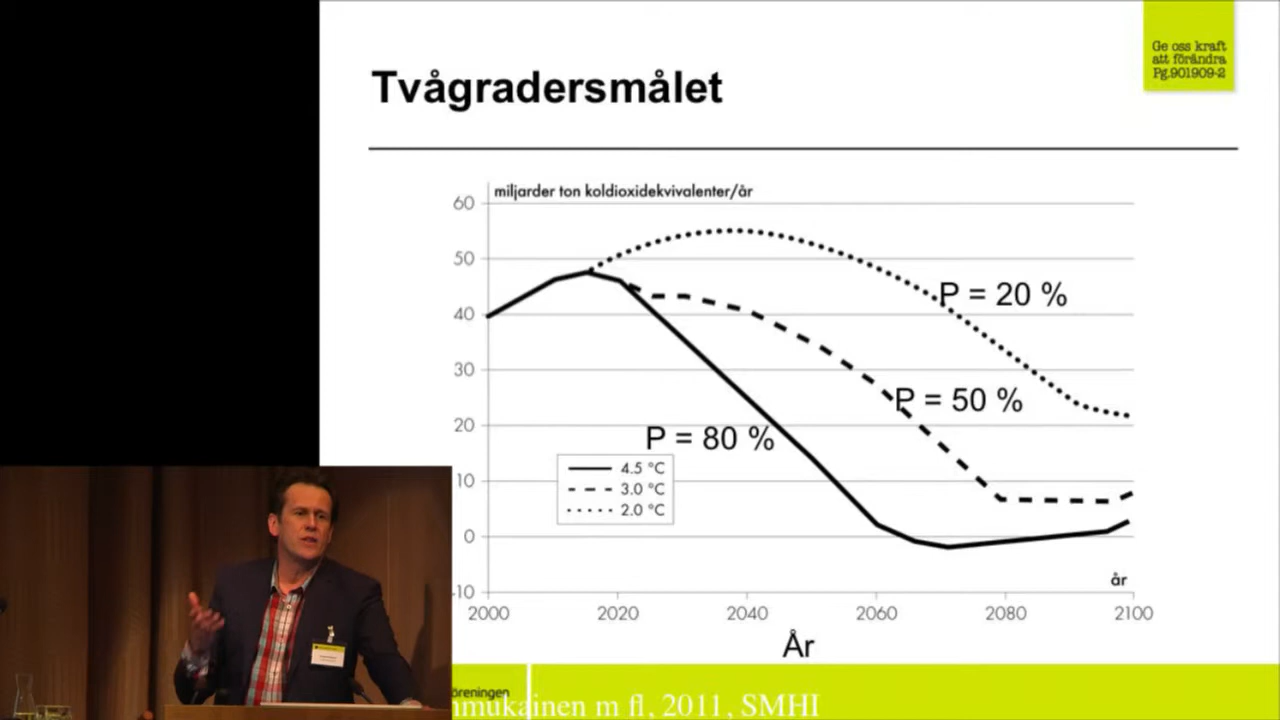 Ge oss kraft
att förändra
Pg.901909-2
Tvågradersmålet
miljarder ton koldioxidekvivalenter/år
60
50
40
30
20
10
0
10
P = 20 %
P = 50 %
P = 80 %
4.5 °C
3.0 °C
2.0 °C
år
2000 2020 2040 2060 2080 2100
År
öreningen
mukainen m fl, 2011, SMHI